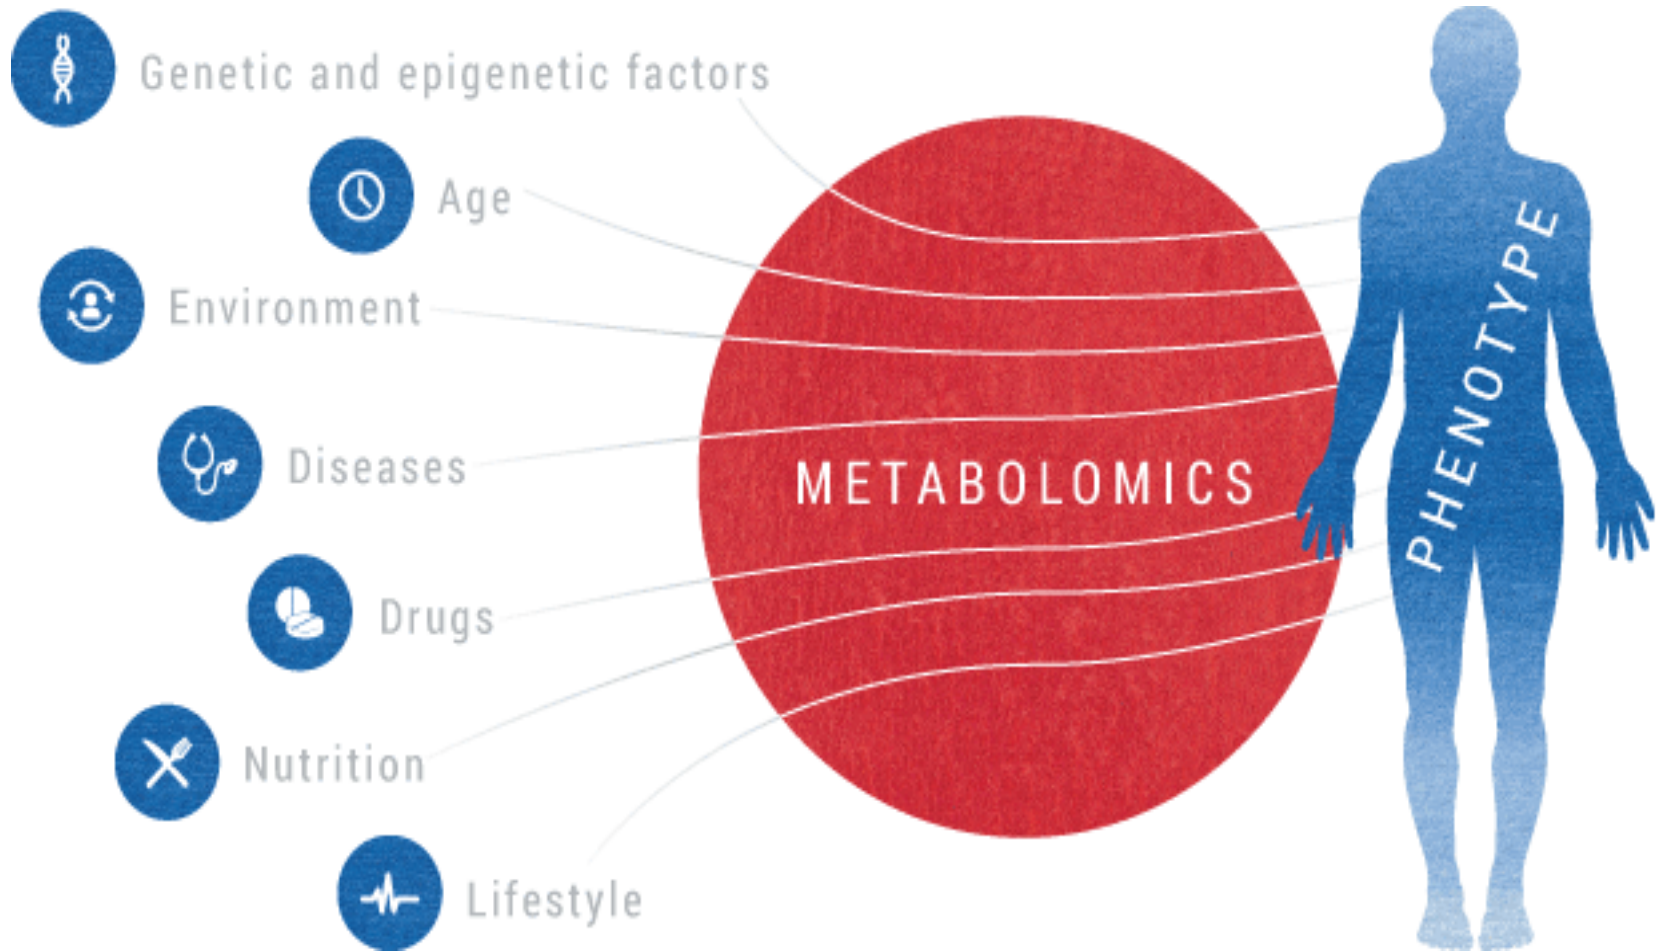 Genetic and epigenetic factors
Age
Environment
Diseases
Drugs
Nutrition
Lifestyle
METABOLOMICS
PHENOTYPE